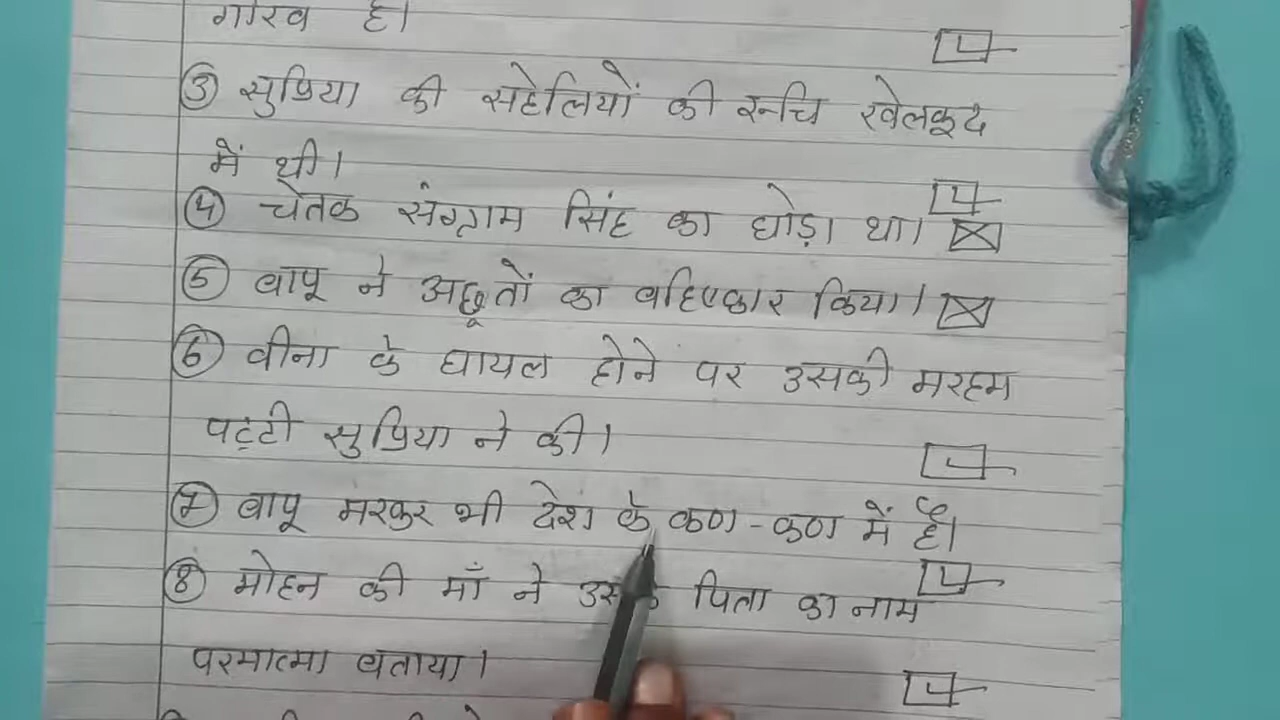 गौरव है।
③ सुप्रिया की सहेलियों की रुचि खेलकूद
में थी।
④ चेतक संग्राम सिंह का घोड़ा था।
⑤ बापू ने अछूतों का बहिष्कार किया।
⑥ वीना के घायल होने पर उसकी मरहम
पट्टी सुप्रिया ने की।
⑦ बापू मरकर भी देश के कण-कण में हैं।
⑧ मोहन की माँ ने उसके पिता का नाम
परमात्मा बताया।